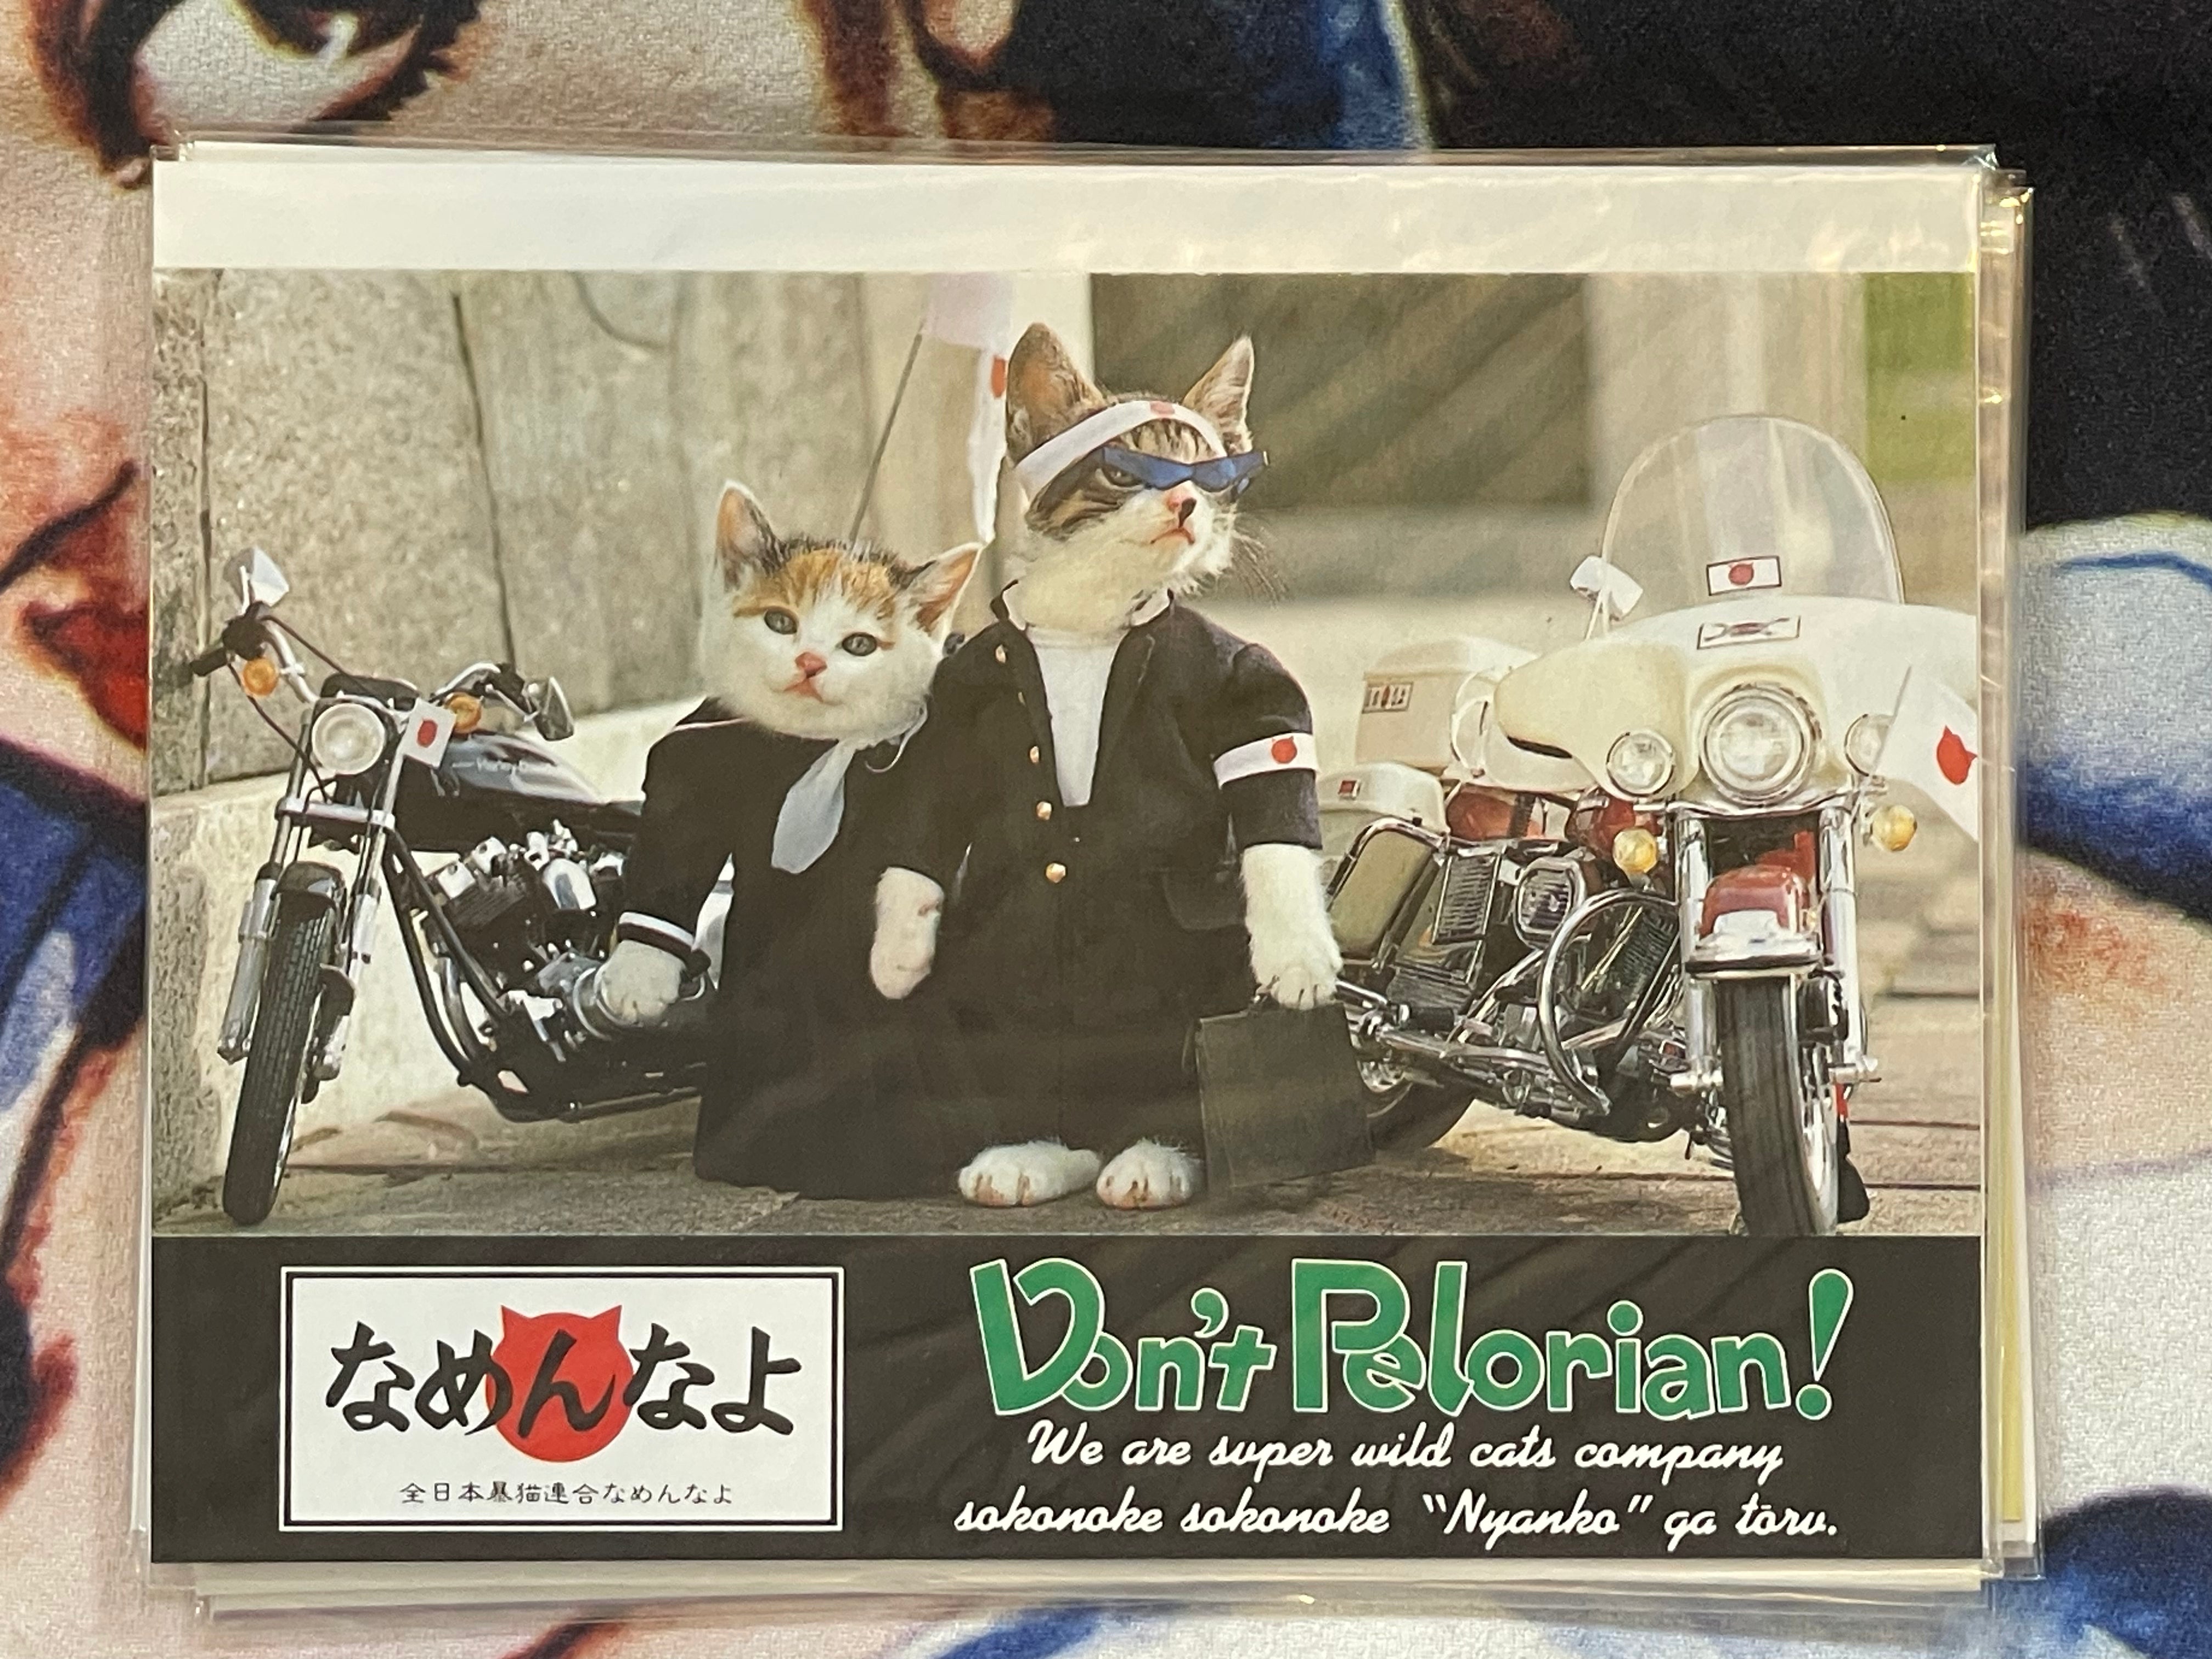 なめんなよ
全日本暴猫連合なめんなよ
Don't Pelorian!
We are super wild cats company
sokonoke sokonoke "Nyanko" ga tōru.